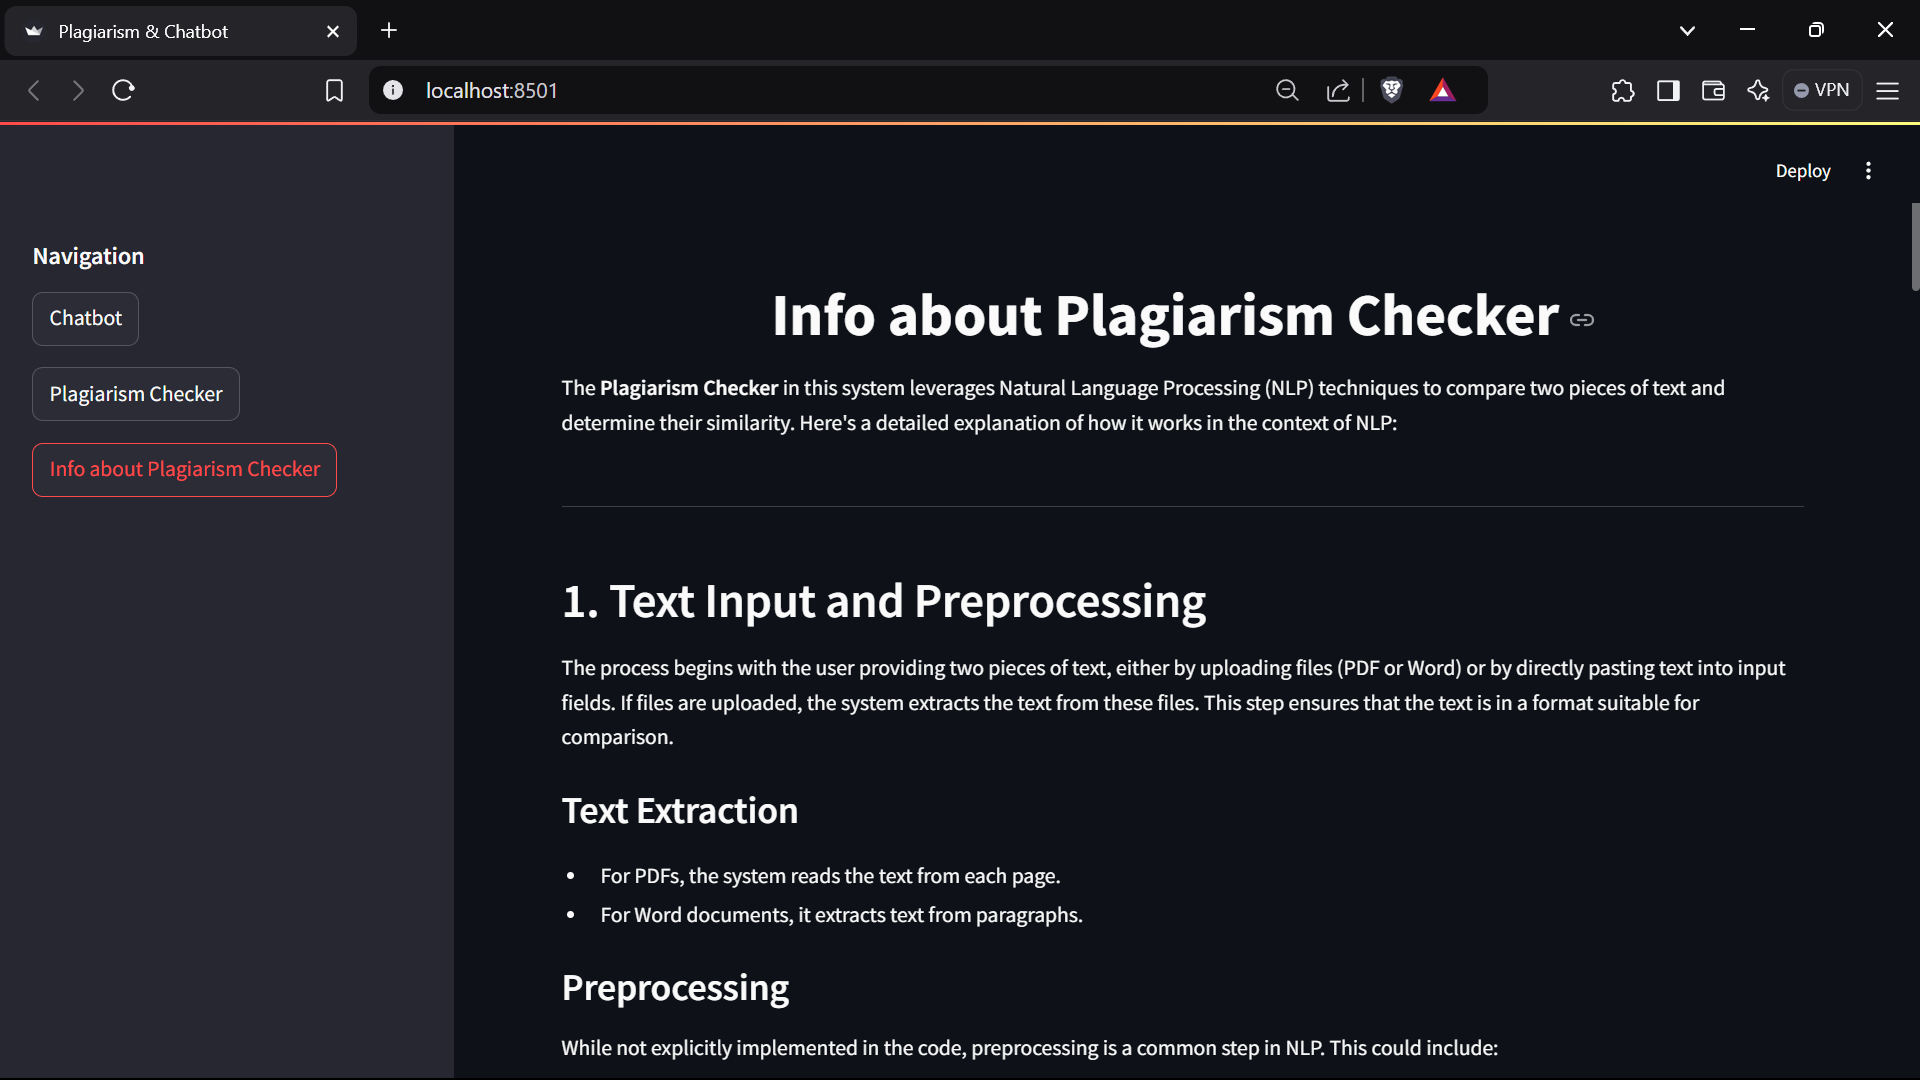 Plagiarism & Chatbot
localhost:8501
VPN
Deploy
Navigation
Chatbot
Plagiarism Checker
Info about Plagiarism Checker
Info about Plagiarism Checker
The Plagiarism Checker in this system leverages Natural Language Processing (NLP) techniques to compare two pieces of text and
determine their similarity. Here's a detailed explanation of how it works in the context of NLP:
1. Text Input and Preprocessing
The process begins with the user providing two pieces of text, either by uploading files (PDF or Word) or by directly pasting text into input
fields. If files are uploaded, the system extracts the text from these files. This step ensures that the text is in a format suitable for
comparison.
Text Extraction
• For PDFs, the system reads the text from each page.
• For Word documents, it extracts text from paragraphs.
Preprocessing
While not explicitly implemented in the code, preprocessing is a common step in NLP. This could include: